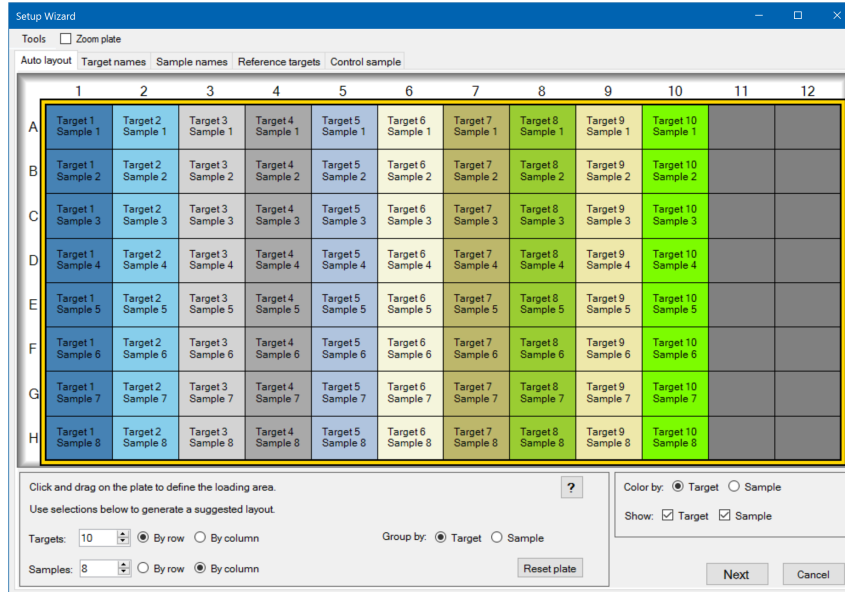 Setup Wizard
Tools Zoom plate
Auto layout Target names Sample names Reference targets Control sample
1 2 3 4 5 6 7 8 9 10 11 12
A Target 1 Target 2 Target 3 Target 4 Target 5 Target 6 Target 7 Target 8 Target 9 Target 10
Sample 1 Sample 1 Sample 1 Sample 1 Sample 1 Sample 1 Sample 1 Sample 1 Sample 1 Sample 1
B Target 1 Target 2 Target 3 Target 4 Target 5 Target 6 Target 7 Target 8 Target 9 Target 10
Sample 2 Sample 2 Sample 2 Sample 2 Sample 2 Sample 2 Sample 2 Sample 2 Sample 2 Sample 2
C Target 1 Target 2 Target 3 Target 4 Target 5 Target 6 Target 7 Target 8 Target 9 Target 10
Sample 3 Sample 3 Sample 3 Sample 3 Sample 3 Sample 3 Sample 3 Sample 3 Sample 3 Sample 3
D Target 1 Target 2 Target 3 Target 4 Target 5 Target 6 Target 7 Target 8 Target 9 Target 10
Sample 4 Sample 4 Sample 4 Sample 4 Sample 4 Sample 4 Sample 4 Sample 4 Sample 4 Sample 4
E Target 1 Target 2 Target 3 Target 4 Target 5 Target 6 Target 7 Target 8 Target 9 Target 10
Sample 5 Sample 5 Sample 5 Sample 5 Sample 5 Sample 5 Sample 5 Sample 5 Sample 5 Sample 5
F Target 1 Target 2 Target 3 Target 4 Target 5 Target 6 Target 7 Target 8 Target 9 Target 10
Sample 6 Sample 6 Sample 6 Sample 6 Sample 6 Sample 6 Sample 6 Sample 6 Sample 6 Sample 6
G Target 1 Target 2 Target 3 Target 4 Target 5 Target 6 Target 7 Target 8 Target 9 Target 10
Sample 7 Sample 7 Sample 7 Sample 7 Sample 7 Sample 7 Sample 7 Sample 7 Sample 7 Sample 7
H Target 1 Target 2 Target 3 Target 4 Target 5 Target 6 Target 7 Target 8 Target 9 Target 10
Sample 8 Sample 8 Sample 8 Sample 8 Sample 8 Sample 8 Sample 8 Sample 8 Sample 8 Sample 8
Click and drag on the plate to define the loading area. ?
Use selections below to generate a suggested layout.
Targets: 10 By row By column Group by: Target Sample
Samples: 8 By row By column Reset plate
Color by: Target Sample
Show: Target Sample
Next Cancel